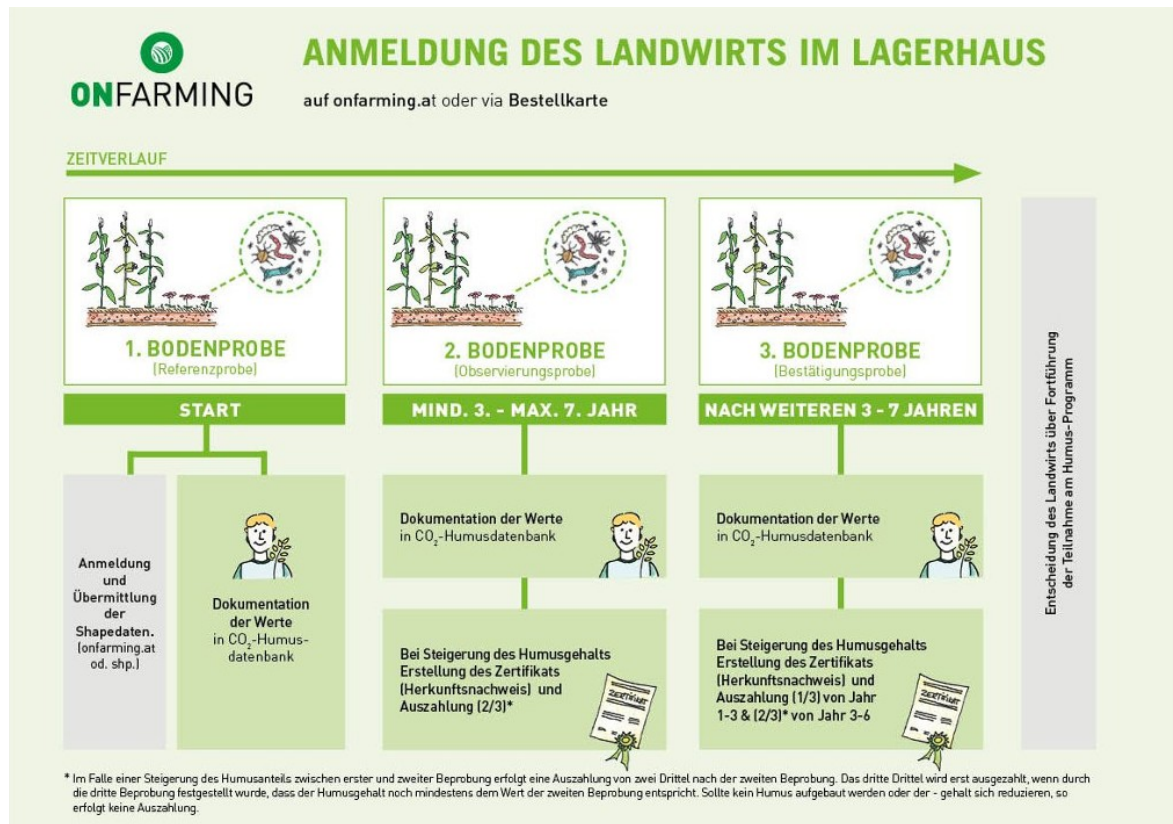 ONFARMING
ANMELDUNG DES LANDWIRTS IM LAGERHAUS
auf onfarming.at oder via Bestellkarte
ZEITVERLAUF
1. BODENPROBE
(Referenzprobe)
START
Anmeldung
und
Übermittlung
der
Shapedaten.
(onfarming.at
od. shp.)
Dokumentation
der Werte
in CO₂-Humus-
datenbank
2. BODENPROBE
(Observierungsprobe)
MIND. 3. - MAX. 7. JAHR
Dokumentation der Werte
in CO₂-Humusdatenbank
Bei Steigerung des Humusgehalts
Erstellung des Zertifikats
(Herkunftsnachweis) und
Auszahlung (2/3)*
ZERTIFIKAT
3. BODENPROBE
(Bestätigungsprobe)
NACH WEITEREN 3 - 7 JAHREN
Dokumentation der Werte
in CO₂-Humusdatenbank
Bei Steigerung des Humusgehalts
Erstellung des Zertifikats
(Herkunftsnachweis) und
Auszahlung (1/3) von Jahr
1-3 & (2/3)* von Jahr 3-6
ZERTIFIKAT
Entscheidung des Landwirts über Fortführung
der Teilnahme am Humus-Programm
* Im Falle einer Steigerung des Humusanteils zwischen erster und zweiter Beprobung erfolgt eine Auszahlung von zwei Drittel nach der zweiten Beprobung. Das dritte Drittel wird erst ausgezahlt, wenn durch
die dritte Beprobung festgestellt wurde, dass der Humusgehalt noch mindestens dem Wert der zweiten Beprobung entspricht. Sollte kein Humus aufgebaut werden oder der - gehalt sich reduzieren, so
erfolgt keine Auszahlung.